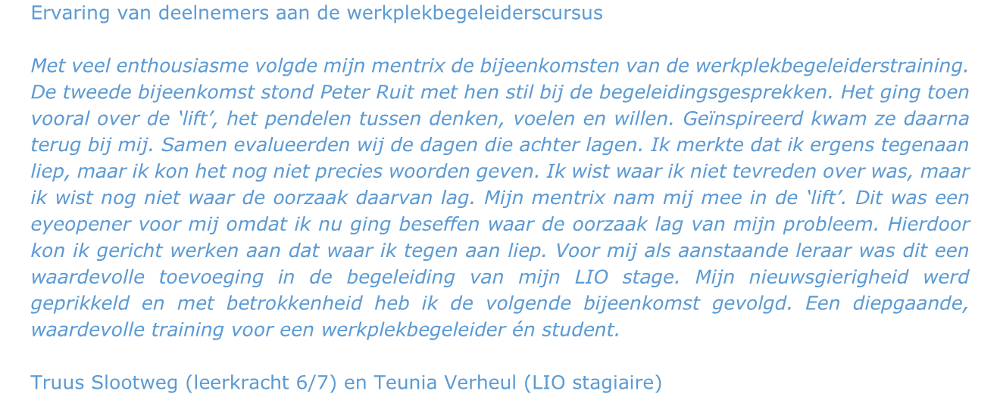 Ervaring van deelnemers aan de werkplekbegeleiderscursus
Met veel enthousiasme volgde mijn mentrix de bijeenkomsten van de werkplekbegeleiderstraining.
De tweede bijeenkomst stond Peter Ruit met hen stil bij de begeleidingsgesprekken. Het ging toen
vooral over de ‘lift’, het pendelen tussen denken, voelen en willen. Geïnspireerd kwam ze daarna
terug bij mij. Samen evalueerden wij de dagen die achter lagen. Ik merkte dat ik ergens tegenaan
liep, maar ik kon het nog niet precies woorden geven. Ik wist waar ik niet tevreden over was, maar
ik wist nog niet waar de oorzaak daarvan lag. Mijn mentrix nam mij mee in de ‘lift’. Dit was een
eyeopener voor mij omdat ik nu ging beseffen waar de oorzaak lag van mijn probleem. Hierdoor
kon ik gericht werken aan dat waar ik tegen aan liep. Voor mij als aanstaande leraar was dit een
waardevolle toevoeging in de begeleiding van mijn LIO stage. Mijn nieuwsgierigheid werd
geprikkeld en met betrokkenheid heb ik de volgende bijeenkomst gevolgd. Een diepgaande,
waardevolle training voor een werkplekbegeleider én student.
Truus Slootweg (leerkracht 6/7) en Teunia Verheul (LIO stagiaire)